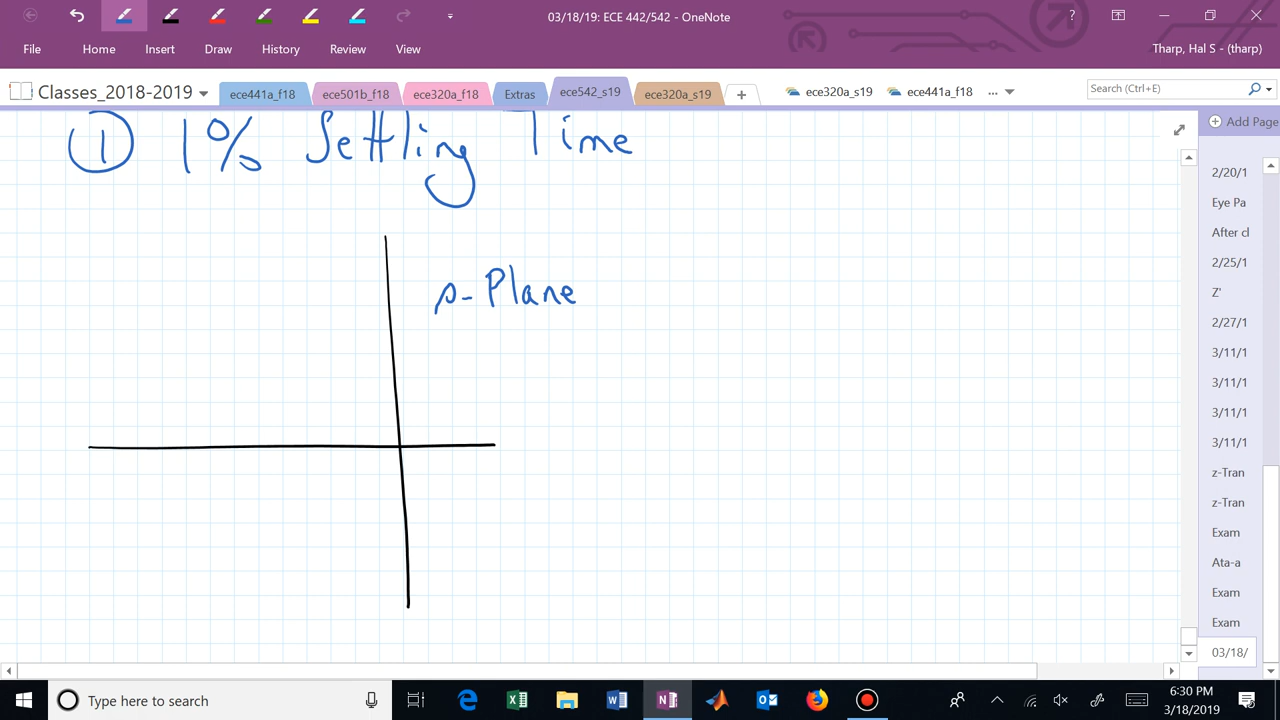 03/18/19: ECE 442/542 - OneNote
?
File Home Insert Draw History Review View
Tharp, Hal S - (tharp)
Classes_2018-2019 ece441a_f18 ece501b_f18 ece320a_f18 Extras ece542_s19 ece320a_s19 + ece320a_s19 ece441a_f18 ... Search (Ctrl+E)
Add Page
① 1% Settling Time
s-Plane
2/20/1
Eye Pa
After cl
2/25/1
Z'
2/27/1
3/11/1
3/11/1
3/11/1
3/11/1
z-Tran
z-Tran
Exam
Ata-a
Exam
Exam
03/18/
Type here to search
6:30 PM
3/18/2019